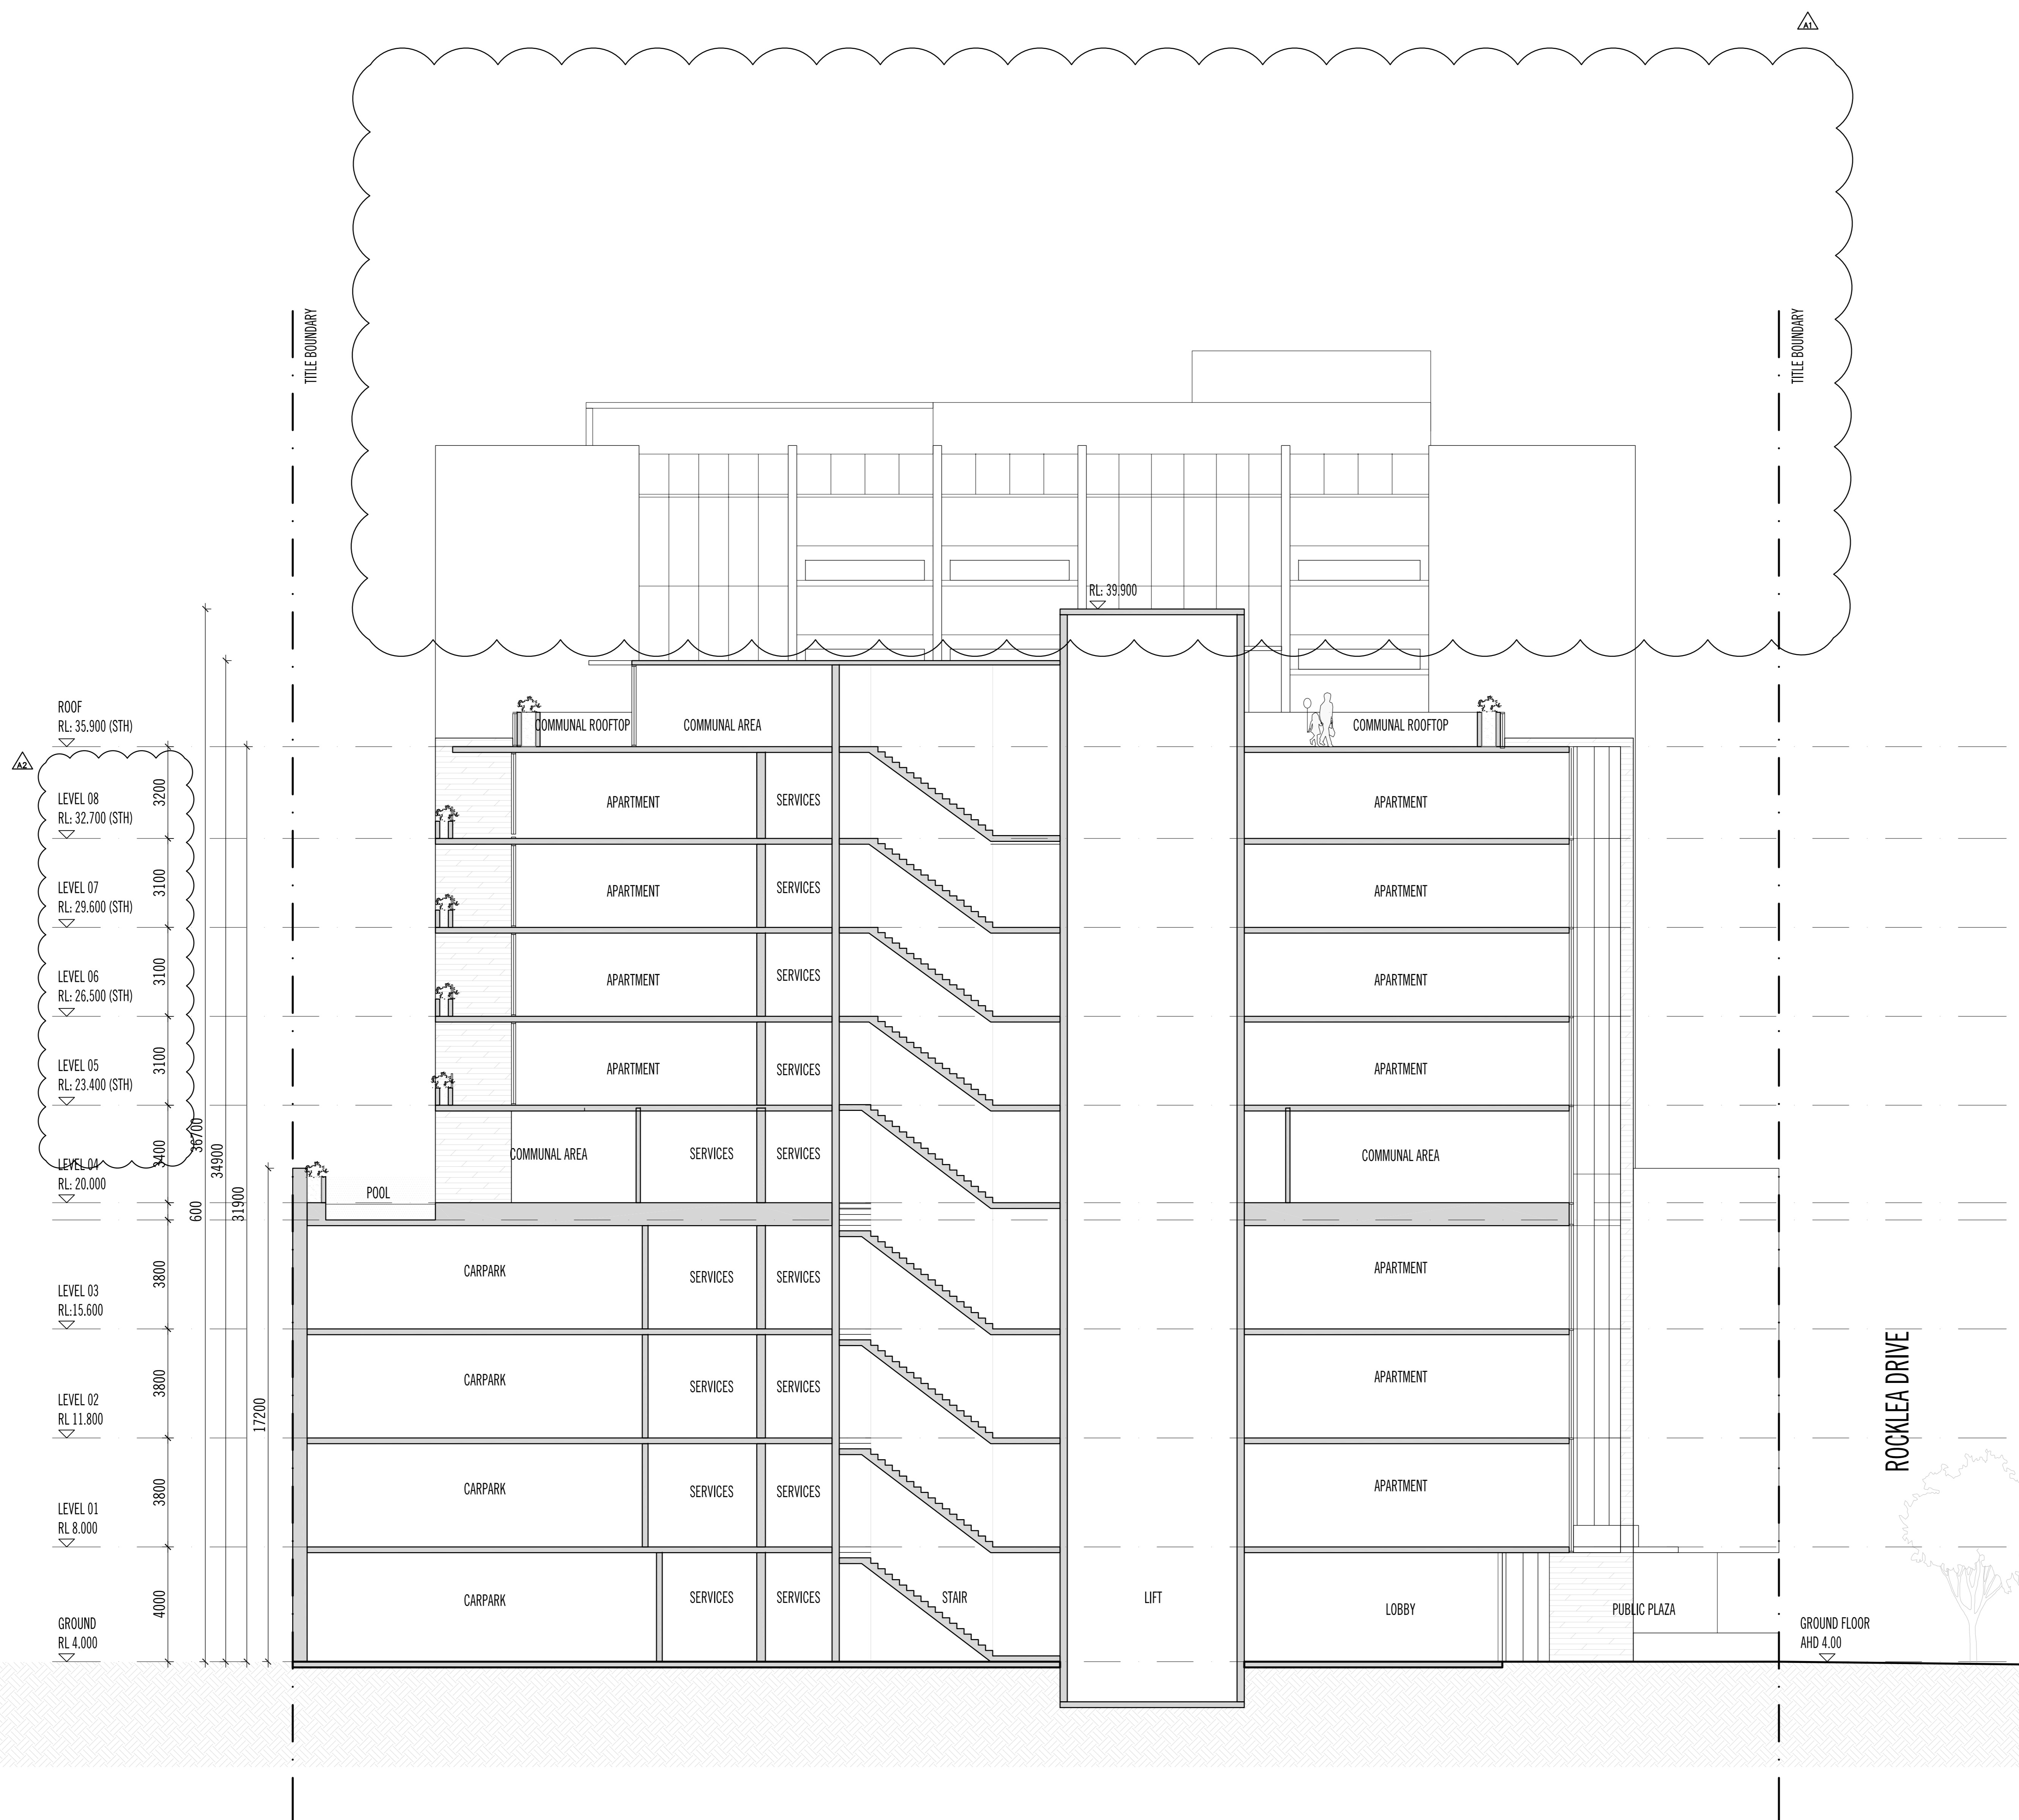 A1
TITLE BOUNDARY
TITLE BOUNDARY
RL: 39.900
ROOF
RL: 35.900 (STH)
COMMUNAL ROOFTOP
COMMUNAL AREA
COMMUNAL ROOFTOP
A2
3200
LEVEL 08
RL: 32.700 (STH)
APARTMENT
SERVICES
APARTMENT
3100
LEVEL 07
RL: 29.600 (STH)
APARTMENT
SERVICES
APARTMENT
3100
LEVEL 06
RL: 26.500 (STH)
APARTMENT
SERVICES
APARTMENT
3100
LEVEL 05
RL: 23.400 (STH)
APARTMENT
SERVICES
APARTMENT
3400
36700
34900
LEVEL 04
RL: 20.000
600
31900
POOL
COMMUNAL AREA
SERVICES
SERVICES
COMMUNAL AREA
3800
LEVEL 03
RL:15.600
CARPARK
SERVICES
SERVICES
APARTMENT
3800
LEVEL 02
RL 11.800
17200
CARPARK
SERVICES
SERVICES
APARTMENT
ROCKLEA DRIVE
3800
LEVEL 01
RL 8.000
CARPARK
SERVICES
SERVICES
APARTMENT
4000
GROUND
RL 4.000
CARPARK
SERVICES
SERVICES
STAIR
LIFT
LOBBY
PUBLIC PLAZA
GROUND FLOOR
AHD 4.00